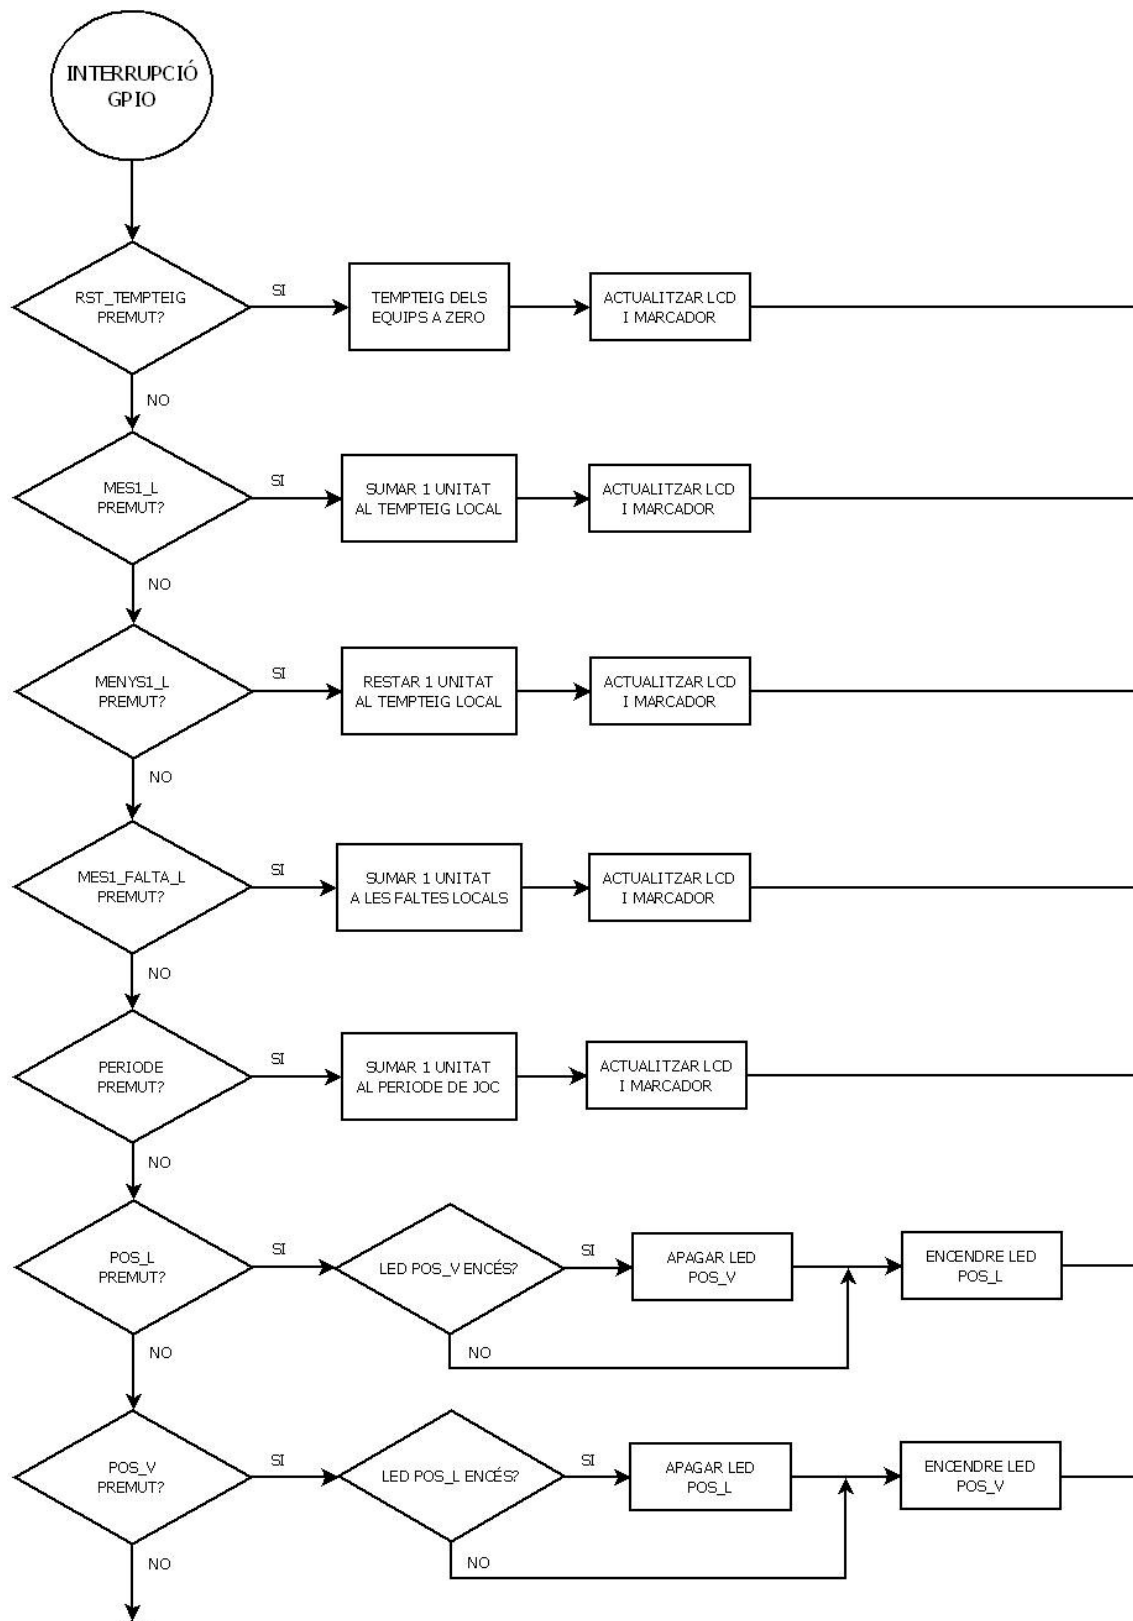 INTERRUPCIÓ
GPIO
RST_TEMPTEIG
PREMUT?
SI
TEMPTEIG DELS
EQUIPS A ZERO
ACTUALITZAR LCD
I MARCADOR
NO
MES1_L
PREMUT?
SI
SUMAR 1 UNITAT
AL TEMPTEIG LOCAL
ACTUALITZAR LCD
I MARCADOR
NO
MENYS1_L
PREMUT?
SI
RESTAR 1 UNITAT
AL TEMPTEIG LOCAL
ACTUALITZAR LCD
I MARCADOR
NO
MES1_FALTA_L
PREMUT?
SI
SUMAR 1 UNITAT
A LES FALTES LOCALS
ACTUALITZAR LCD
I MARCADOR
NO
PERIODE
PREMUT?
SI
SUMAR 1 UNITAT
AL PERIODE DE JOC
ACTUALITZAR LCD
I MARCADOR
NO
POS_L
PREMUT?
SI
LED POS_V ENCÉS?
SI
APAGAR LED
POS_V
ENCENDRE LED
POS_L
NO
NO
POS_V
PREMUT?
SI
LED POS_L ENCÉS?
SI
APAGAR LED
POS_L
ENCENDRE LED
POS_V
NO
NO